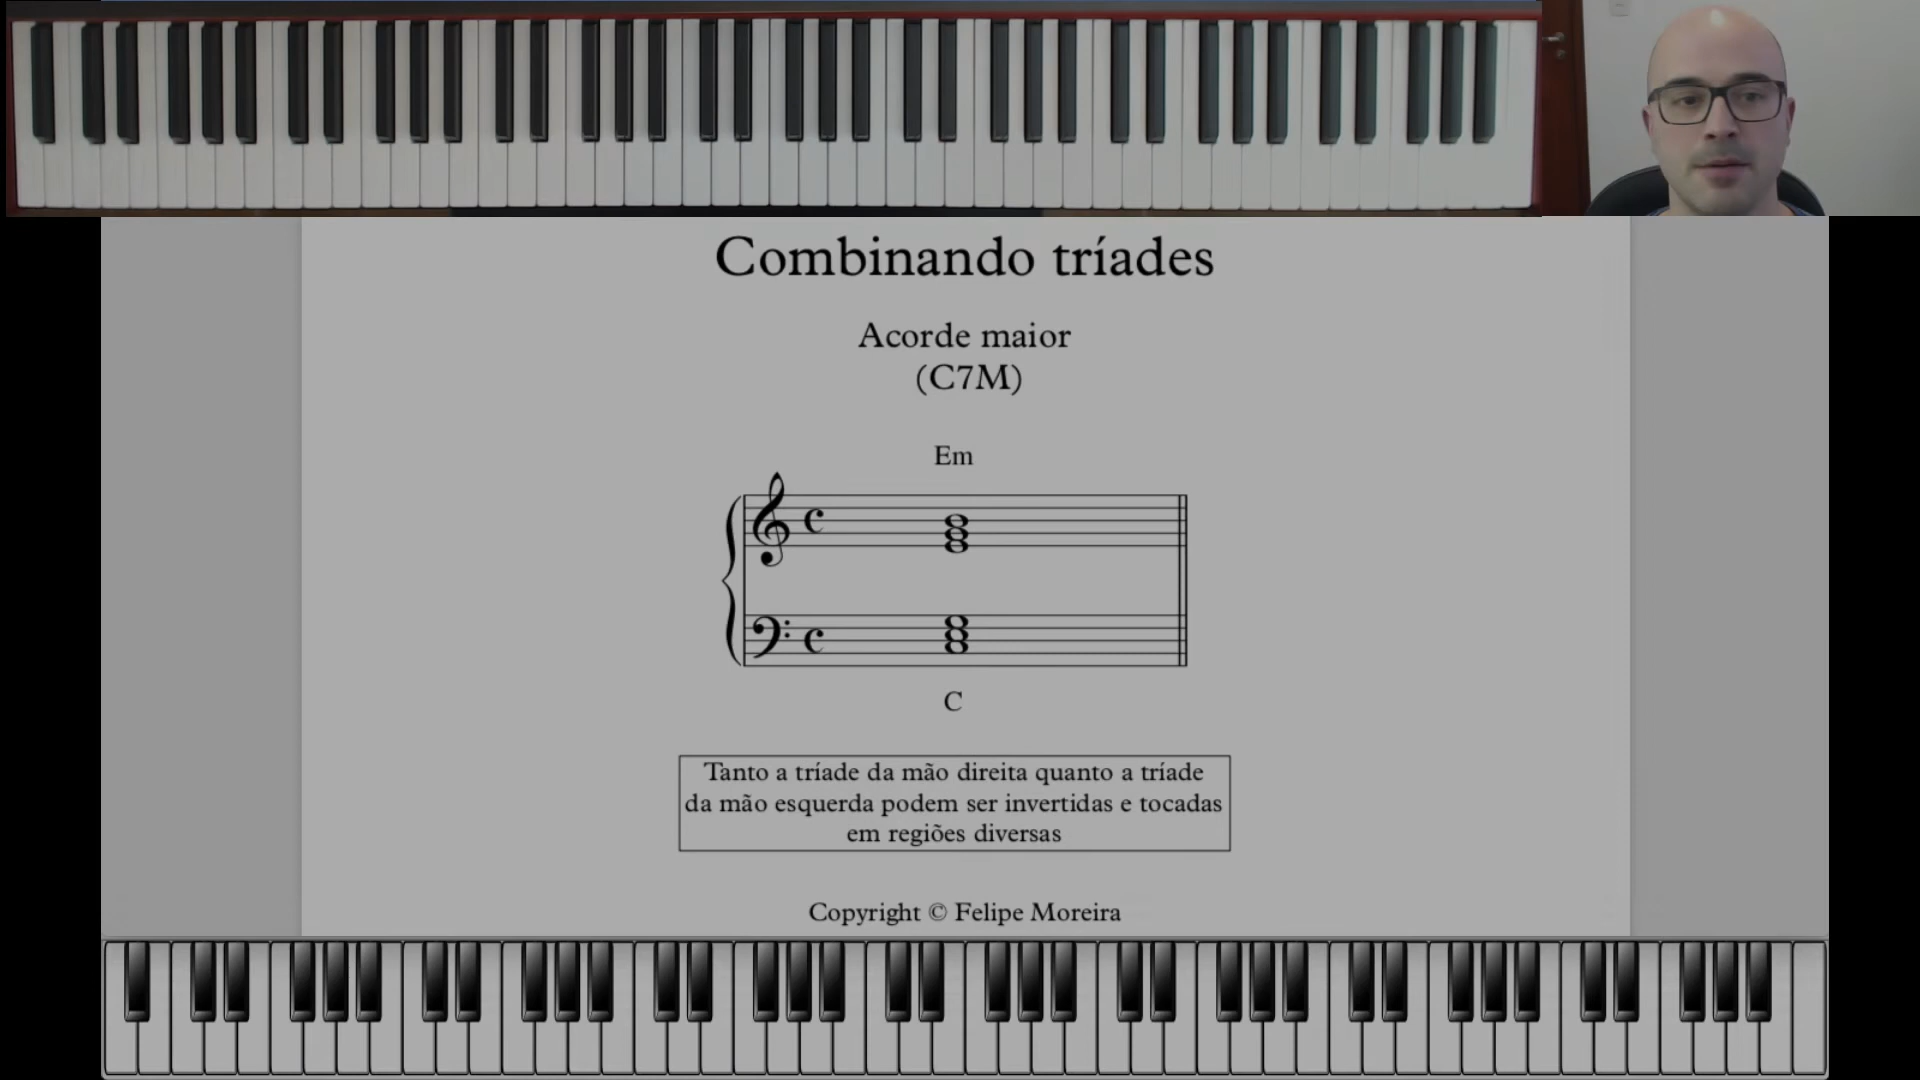 Combinando tríades
Acorde maior
(C7M)
Em
C
Tanto a tríade da mão direita quanto a tríade
da mão esquerda podem ser invertidas e tocadas
em regiões diversas
Copyright © Felipe Moreira